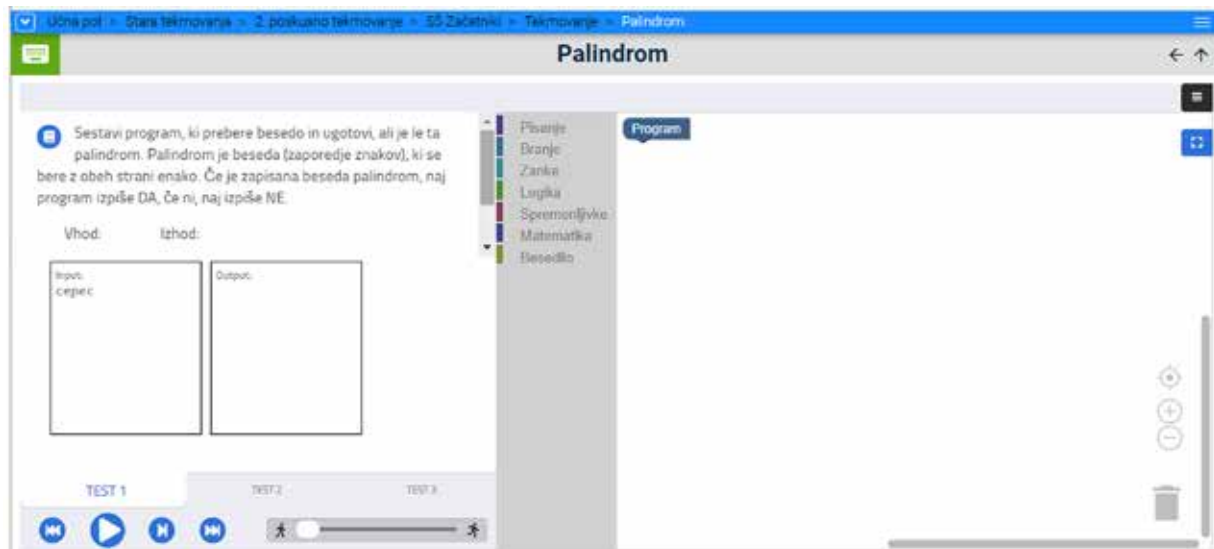 Učna pot > Stara tekmovanja > 2. poskusno tekmovanje > SŠ Začetniki > Tekmovanje > Palindrom
Palindrom
Sestavi program, ki prebere besedo in ugotovi, ali je le ta
palindrom. Palindrom je beseda (zaporedje znakov), ki se
bere z obeh strani enako. Če je zapisana beseda palindrom, naj
program izpiše DA, če ni, naj izpiše NE.
Vhod: Izhod:
Input:
cepec
Output:
TEST 1
TEST 2
TEST 3
Pisanje
Branje
Zanke
Logika
Spremenljivke
Matematika
Besedilo
Program